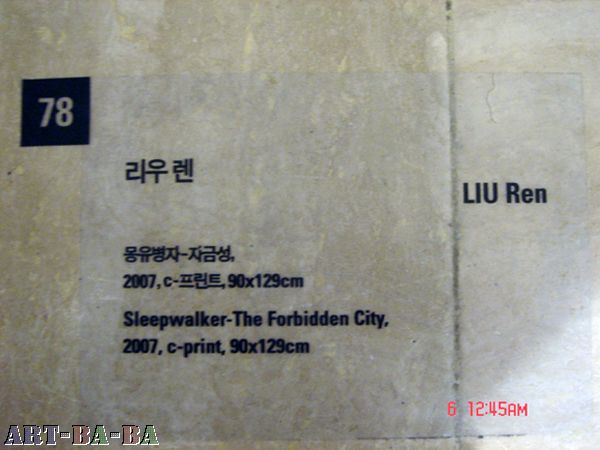 78
리우 렌
LIU Ren
몽유병자-자금성,
2007, c-프린트, 90x129cm
Sleepwalker-The Forbidden City,
2007, c-print, 90x129cm
6 12:45AM
ART-BA-BA